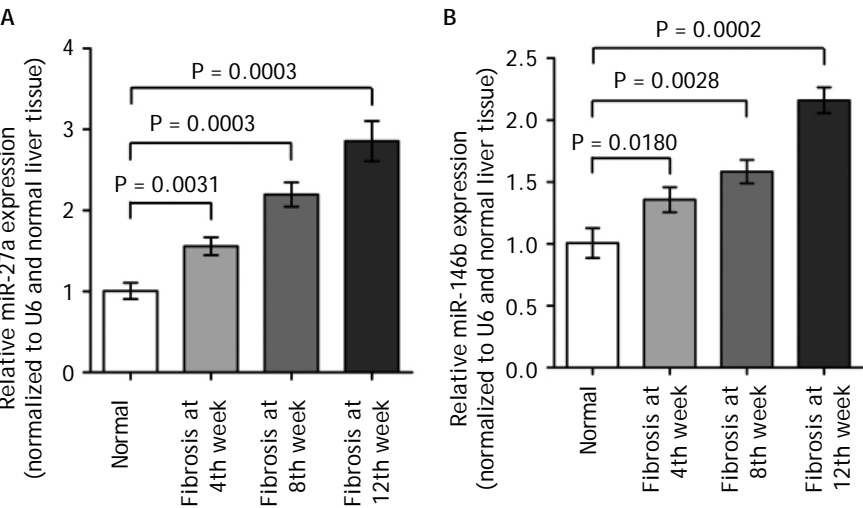 A
Relative miR-27a expression
(normalized to U6 and normal liver tissue)
4
3
2
1
0
P = 0.0003
P = 0.0003
P = 0.0031
Normal
Fibrosis at
4th week
Fibrosis at
8th week
Fibrosis at
12th week
B
Relative miR-146b expression
(normalized to U6 and normal liver tissue)
2.5
2.0
1.5
1.0
0.5
0.0
P = 0.0002
P = 0.0028
P = 0.0180
Normal
Fibrosis at
4th week
Fibrosis at
8th week
Fibrosis at
12th week